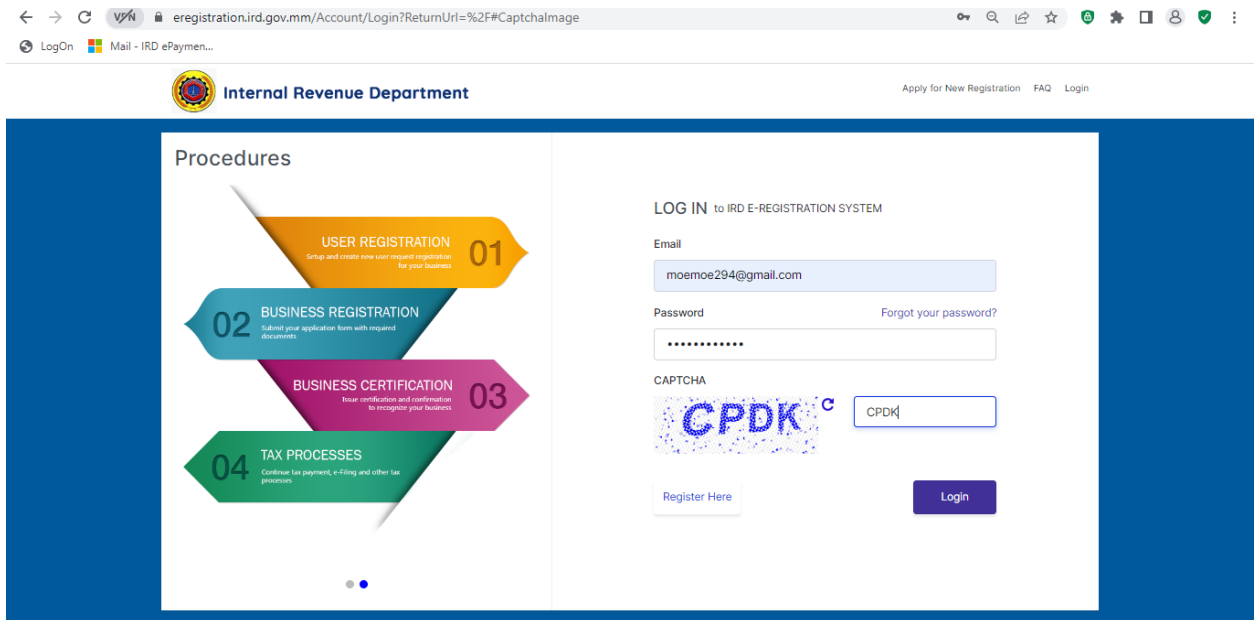 VPN eregistration.ird.gov.mm/Account/Login?ReturnUrl=%2F#CaptchaImage
LogOn Mail - IRD ePaymen...
Internal Revenue Department
Apply for New Registration FAQ Login
Procedures
USER REGISTRATION
Setup and create new user request registration
for your business
01
02
BUSINESS REGISTRATION
Submit your application form with required
documents
BUSINESS CERTIFICATION
Issue certification and confirmation
to recognize your business
03
04
TAX PROCESSES
Continue tax payment, e-Filing and other tax
processes
LOG IN to IRD E-REGISTRATION SYSTEM
Email
moemoe294@gmail.com
Password Forgot your password?
CAPTCHA
CPDK CPDK
Register Here Login